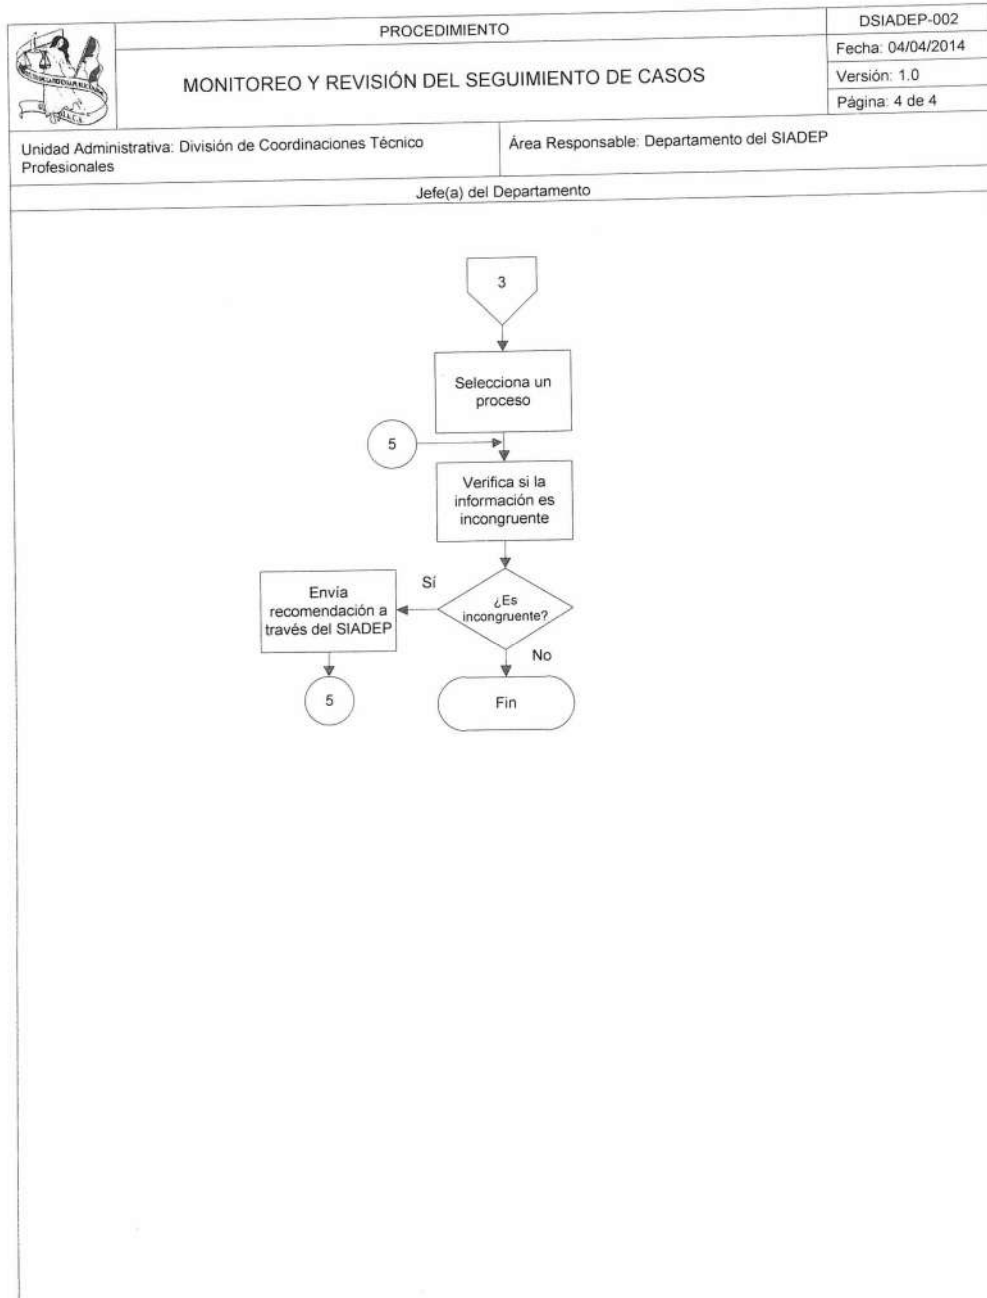 PROCEDIMIENTO
MONITOREO Y REVISIÓN DEL SEGUIMIENTO DE CASOS
DSIADEP-002
Fecha: 04/04/2014
Versión: 1.0
Página: 4 de 4
Unidad Administrativa: División de Coordinaciones Técnico
Profesionales
Área Responsable: Departamento del SIADEP
Jefe(a) del Departamento
3
Selecciona un
proceso
5
Verifica si la
información es
incongruente
¿Es
incongruente?
Sí
Envía
recomendación a
través del SIADEP
5
No
Fin